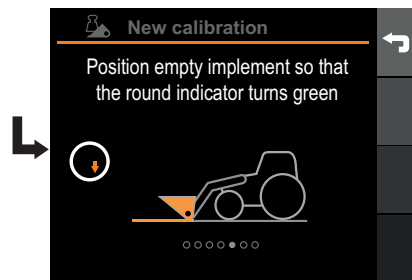 New calibration
Position empty implement so that
the round indicator turns green